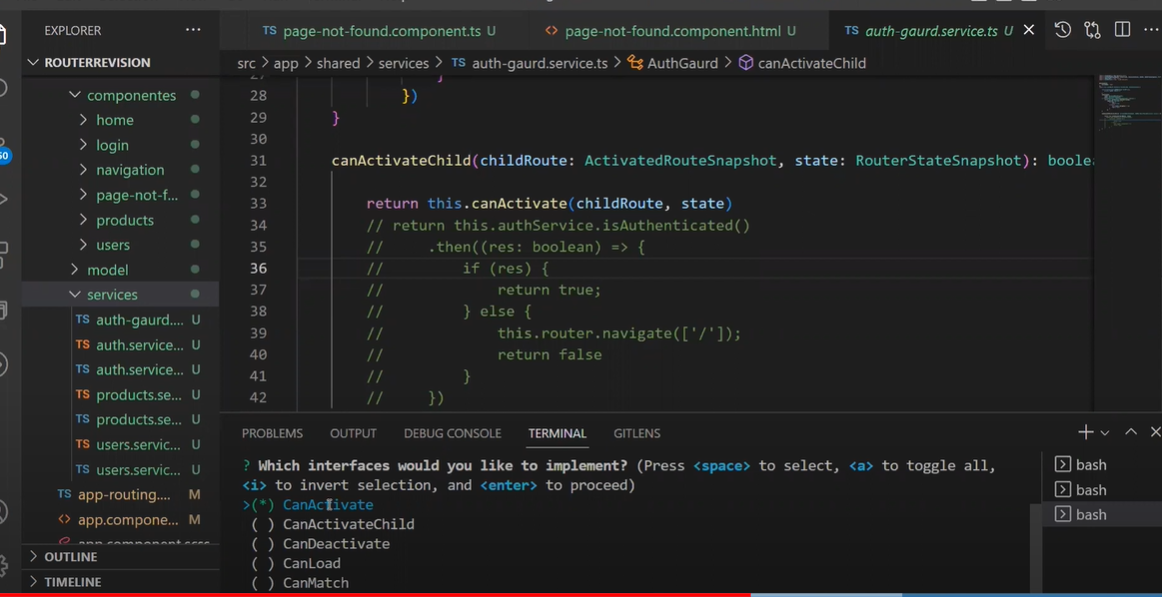 EXPLORER
ROUTERREVISION
componentes
home
login
navigation
page-not-f...
products
users
model
services
TS auth-gaurd.... U
TS auth.service... U
TS auth.service... U
TS products.se... U
TS products.se... U
TS users.servic... U
TS users.servic... U
TS app-routing.... M
<> app.compone... M
OUTLINE
TIMELINE
TS page-not-found.component.ts U
<> page-not-found.component.html U
TS auth-gaurd.service.ts U
src > app > shared > services > TS auth-gaurd.service.ts > AuthGaurd > canActivateChild
28 })
29 }
30
31 canActivateChild(childRoute: ActivatedRouteSnapshot, state: RouterStateSnapshot): boole
32
33 return this.canActivate(childRoute, state)
34 // return this.authService.isAuthenticated()
35 // .then((res: boolean) => {
36 // if (res) {
37 // return true;
38 // } else {
39 // this.router.navigate(['/']);
40 // return false
41 // }
42 // })
PROBLEMS OUTPUT DEBUG CONSOLE TERMINAL GITLENS
? Which interfaces would you like to implement? (Press <space> to select, <a> to toggle all,
<i> to invert selection, and <enter> to proceed)
>(*) CanActivate
( ) CanActivateChild
( ) CanDeactivate
( ) CanLoad
( ) CanMatch
bash
bash
bash